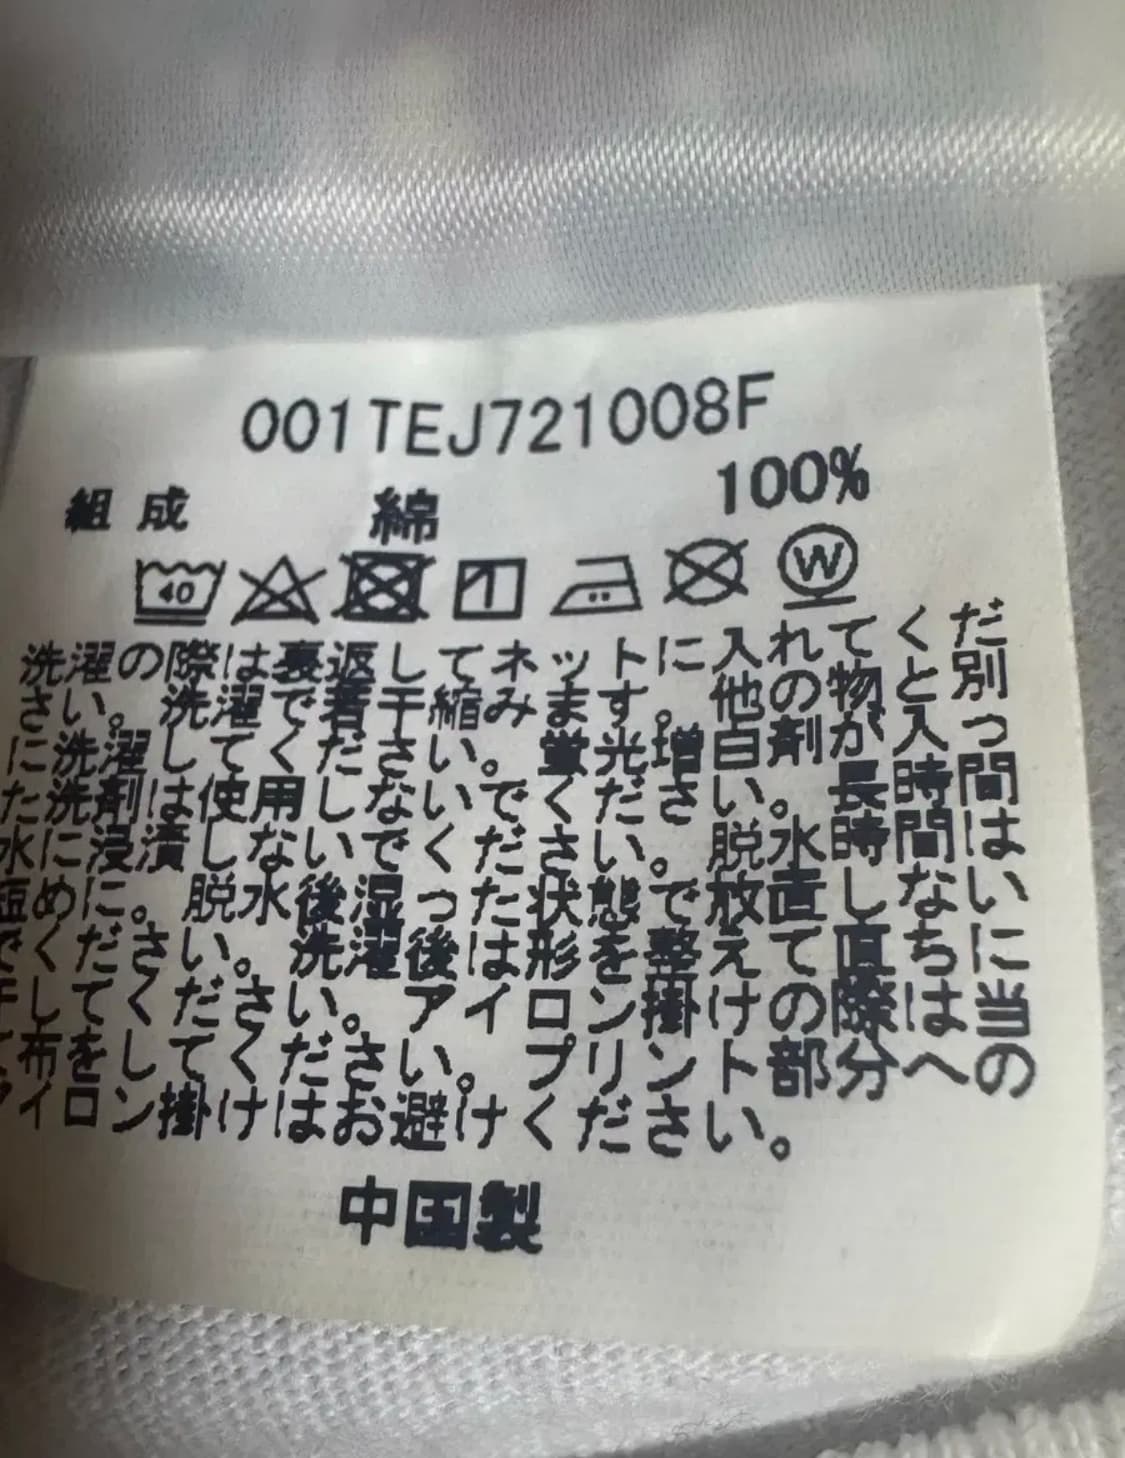 001TEJ721008F
組成 綿 100%
40 W
洗濯の際は裏返してネットに入れてくだ
さい。洗濯で若干縮みます。他の物と別
に洗濯してください。蛍光増白剤が入っ
た洗剤は使用しないでください。長時間
水に浸漬しないでください。脱水時間は
短めに。脱水後湿った状態で放置しない
でください。洗濯後は形を整えて直ちに
干してください。アイロン掛けの際は当
て布をしてください。プリント部分への
アイロン掛けはお避けください。
中国製